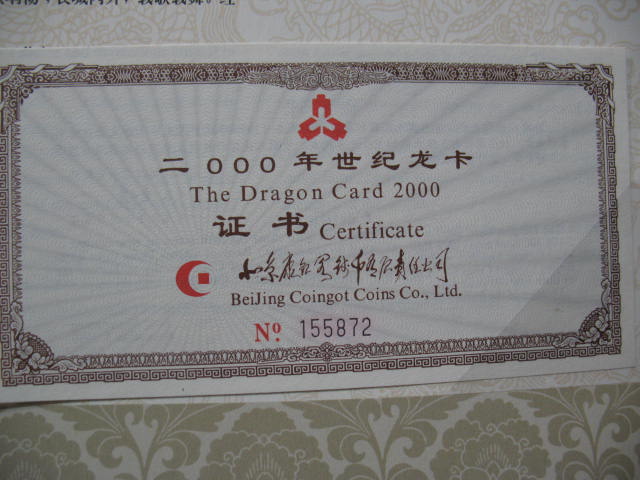 二000年世纪龙卡
The Dragon Card 2000
证书 Certificate
BeiJing Coingot Coins Co., Ltd.
Nº 155872